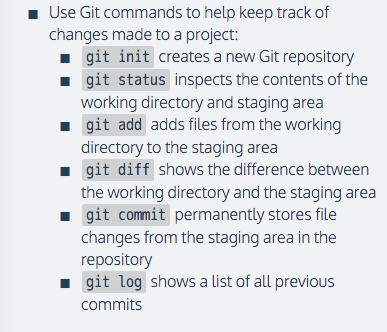 Use Git commands to help keep track of
changes made to a project:
git init creates a new Git repository
git status inspects the contents of the
working directory and staging area
git add adds files from the working
directory to the staging area
git diff shows the difference between
the working directory and the staging area
git commit permanently stores file
changes from the staging area in the
repository
git log shows a list of all previous
commits